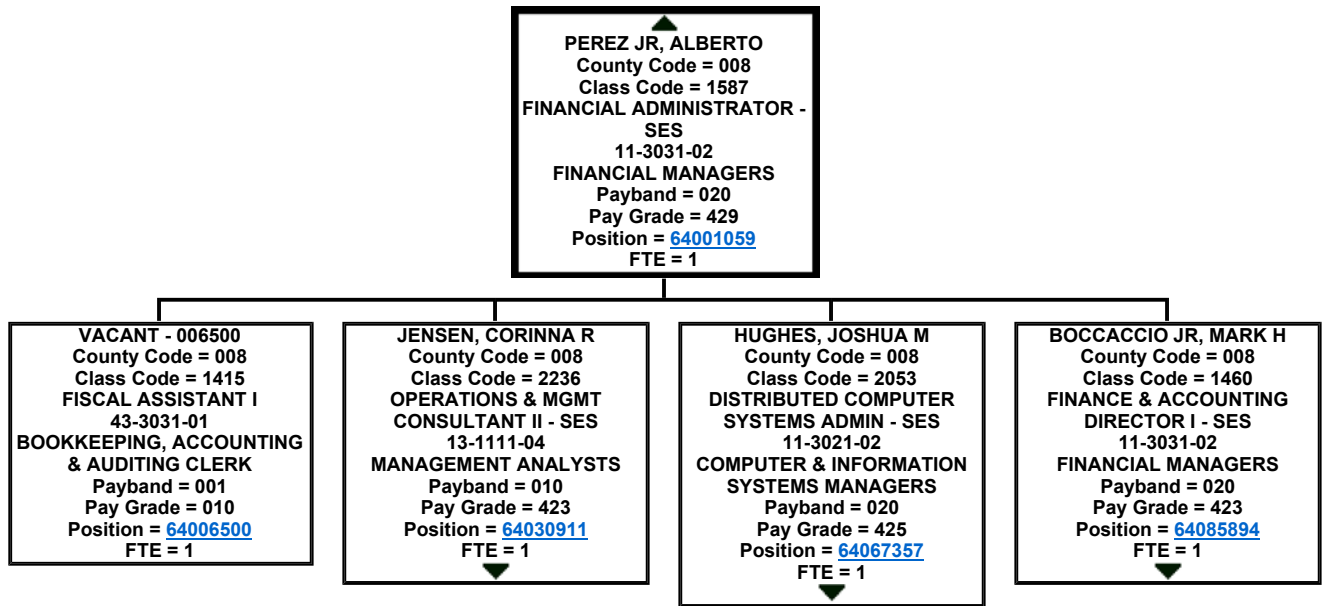 PEREZ JR, ALBERTO
County Code = 008
Class Code = 1587
FINANCIAL ADMINISTRATOR -
SES
11-3031-02
FINANCIAL MANAGERS
Payband = 020
Pay Grade = 429
Position = 64001059
FTE = 1
VACANT - 006500
County Code = 008
Class Code = 1415
FISCAL ASSISTANT I
43-3031-01
BOOKKEEPING, ACCOUNTING
& AUDITING CLERK
Payband = 001
Pay Grade = 010
Position = 64006500
FTE = 1
JENSEN, CORINNA R
County Code = 008
Class Code = 2236
OPERATIONS & MGMT
CONSULTANT II - SES
13-1111-04
MANAGEMENT ANALYSTS
Payband = 010
Pay Grade = 423
Position = 64030911
FTE = 1
HUGHES, JOSHUA M
County Code = 008
Class Code = 2053
DISTRIBUTED COMPUTER
SYSTEMS ADMIN - SES
11-3021-02
COMPUTER & INFORMATION
SYSTEMS MANAGERS
Payband = 020
Pay Grade = 425
Position = 64067357
FTE = 1
BOCCACCIO JR, MARK H
County Code = 008
Class Code = 1460
FINANCE & ACCOUNTING
DIRECTOR I - SES
11-3031-02
FINANCIAL MANAGERS
Payband = 020
Pay Grade = 423
Position = 64085894
FTE = 1